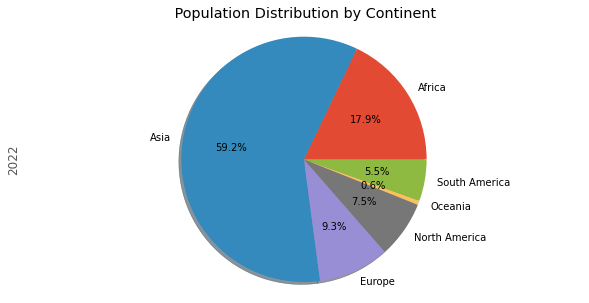 Population Distribution by Continent
Africa
17.9%
Asia
59.2%
2022
5.5%
South America
0.6%
Oceania
7.5%
North America
9.3%
Europe